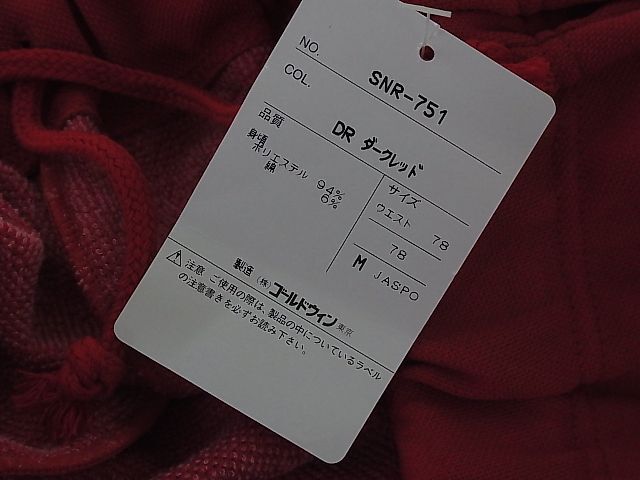 NO. SNR-751
COL. DR ダークレッド
品質
身頃
ポリエステル 94%
綿 6%
サイズ
ウエスト 78
78
M JASPO
製造 (株) ゴールドウィン 東京
⚠注意 ご使用の際は、製品の中についているラベル
の注意書きを必ずお読み下さい。